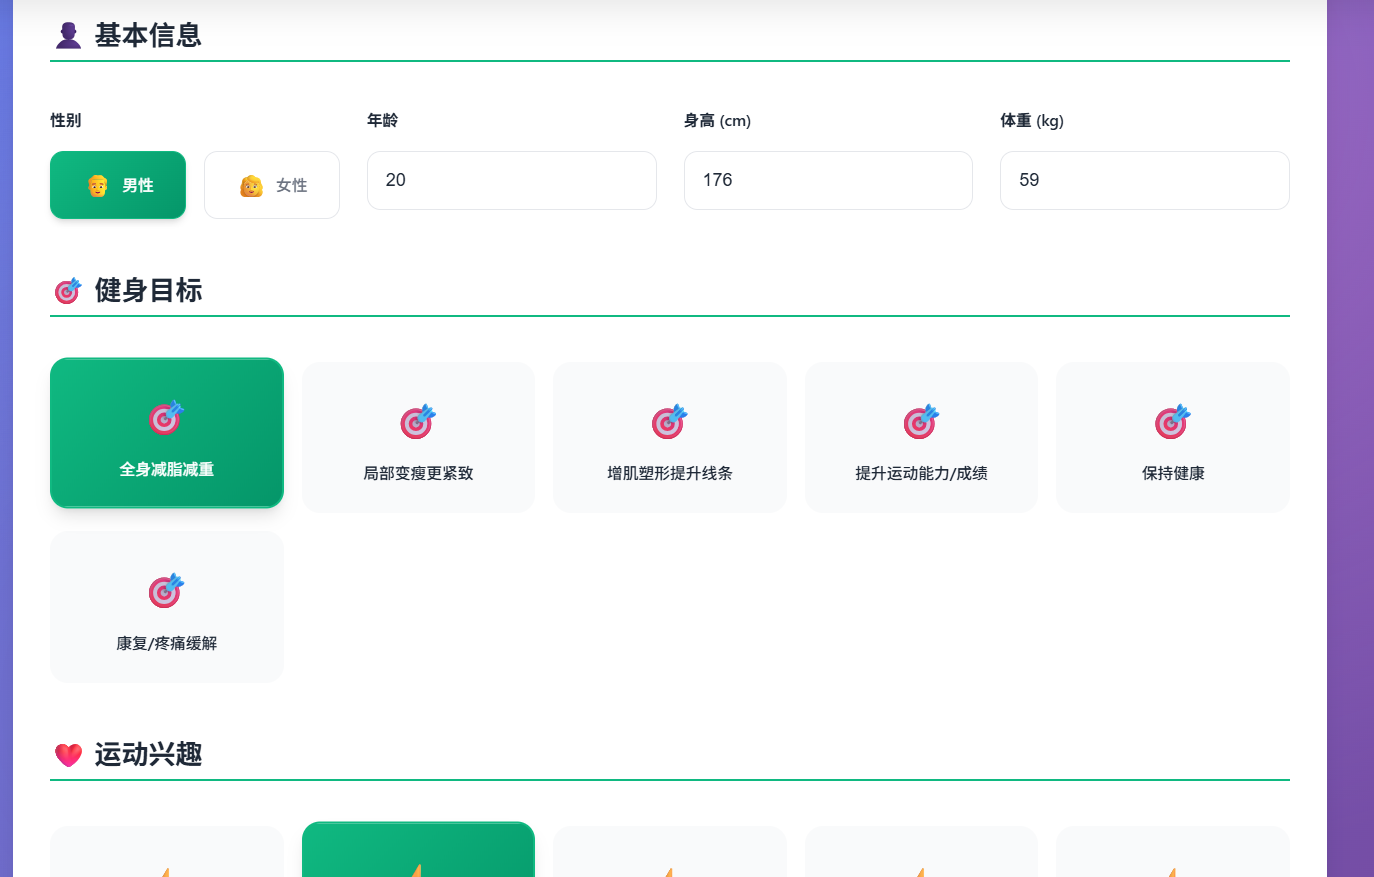 基本信息
性别
年龄
身高 (cm)
体重 (kg)
男性
女性
20
176
59
健身目标
全身减脂减重
局部变瘦更紧致
增肌塑形提升线条
提升运动能力/成绩
保持健康
康复/疼痛缓解
运动兴趣